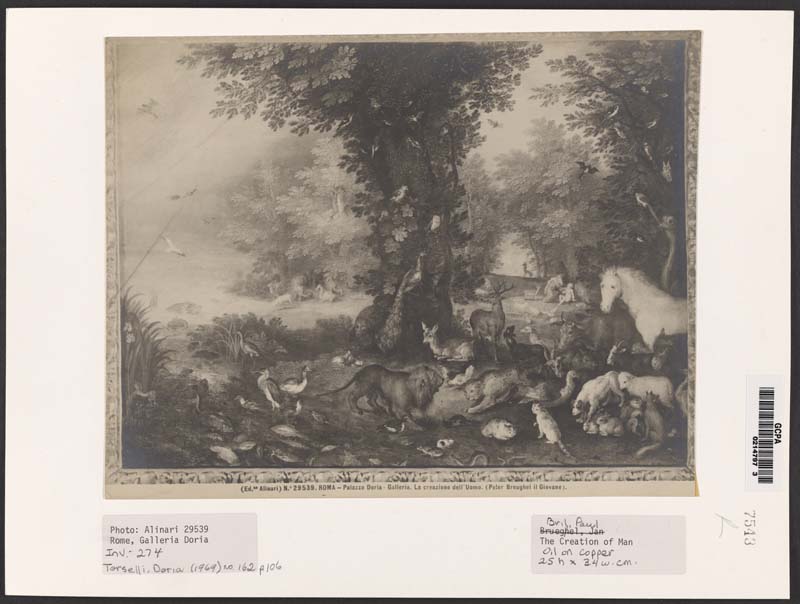 (Ed.ne Alinari) N.° 29539. ROMA — Palazzo Doria - Galleria. La creazione dell'Uomo. (Peter Breughel il Giovane).
Photo: Alinari 29539
Rome, Galleria Doria
Inv.- 274
Torselli, Doria (1969) no. 162 p106
Bril, Paul
Brueghel, Jan
The Creation of Man
Oil on copper
25 h x 34 w. cm.
GCPA
0214797 3
7543